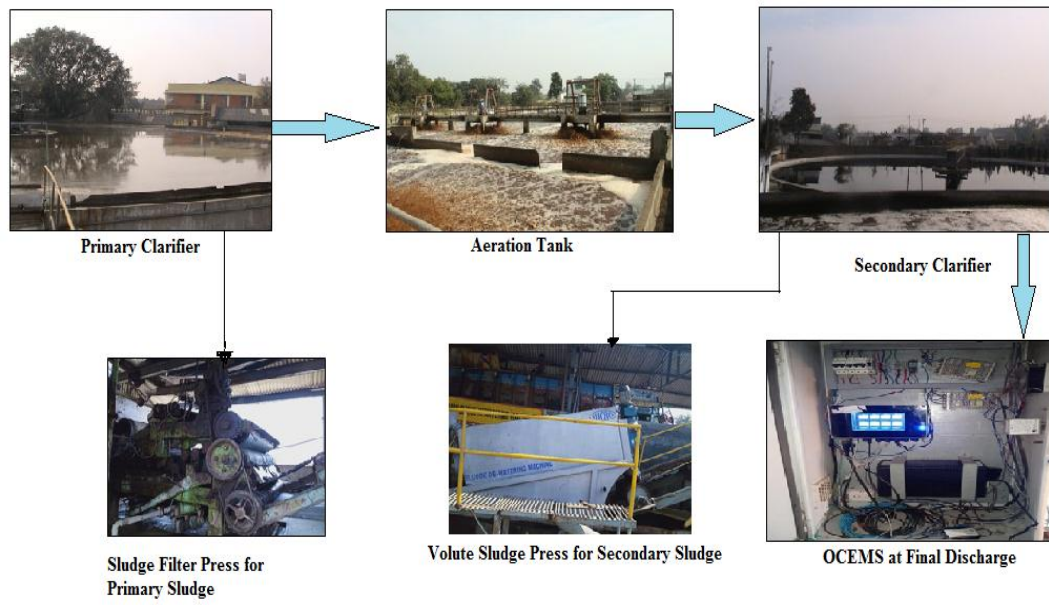 Primary Clarifier
Aeration Tank
Secondary Clarifier
MACHINE
Sludge Filter Press for
Primary Sludge
Volute Sludge Press for Secondary Sludge
OCEMS at Final Discharge